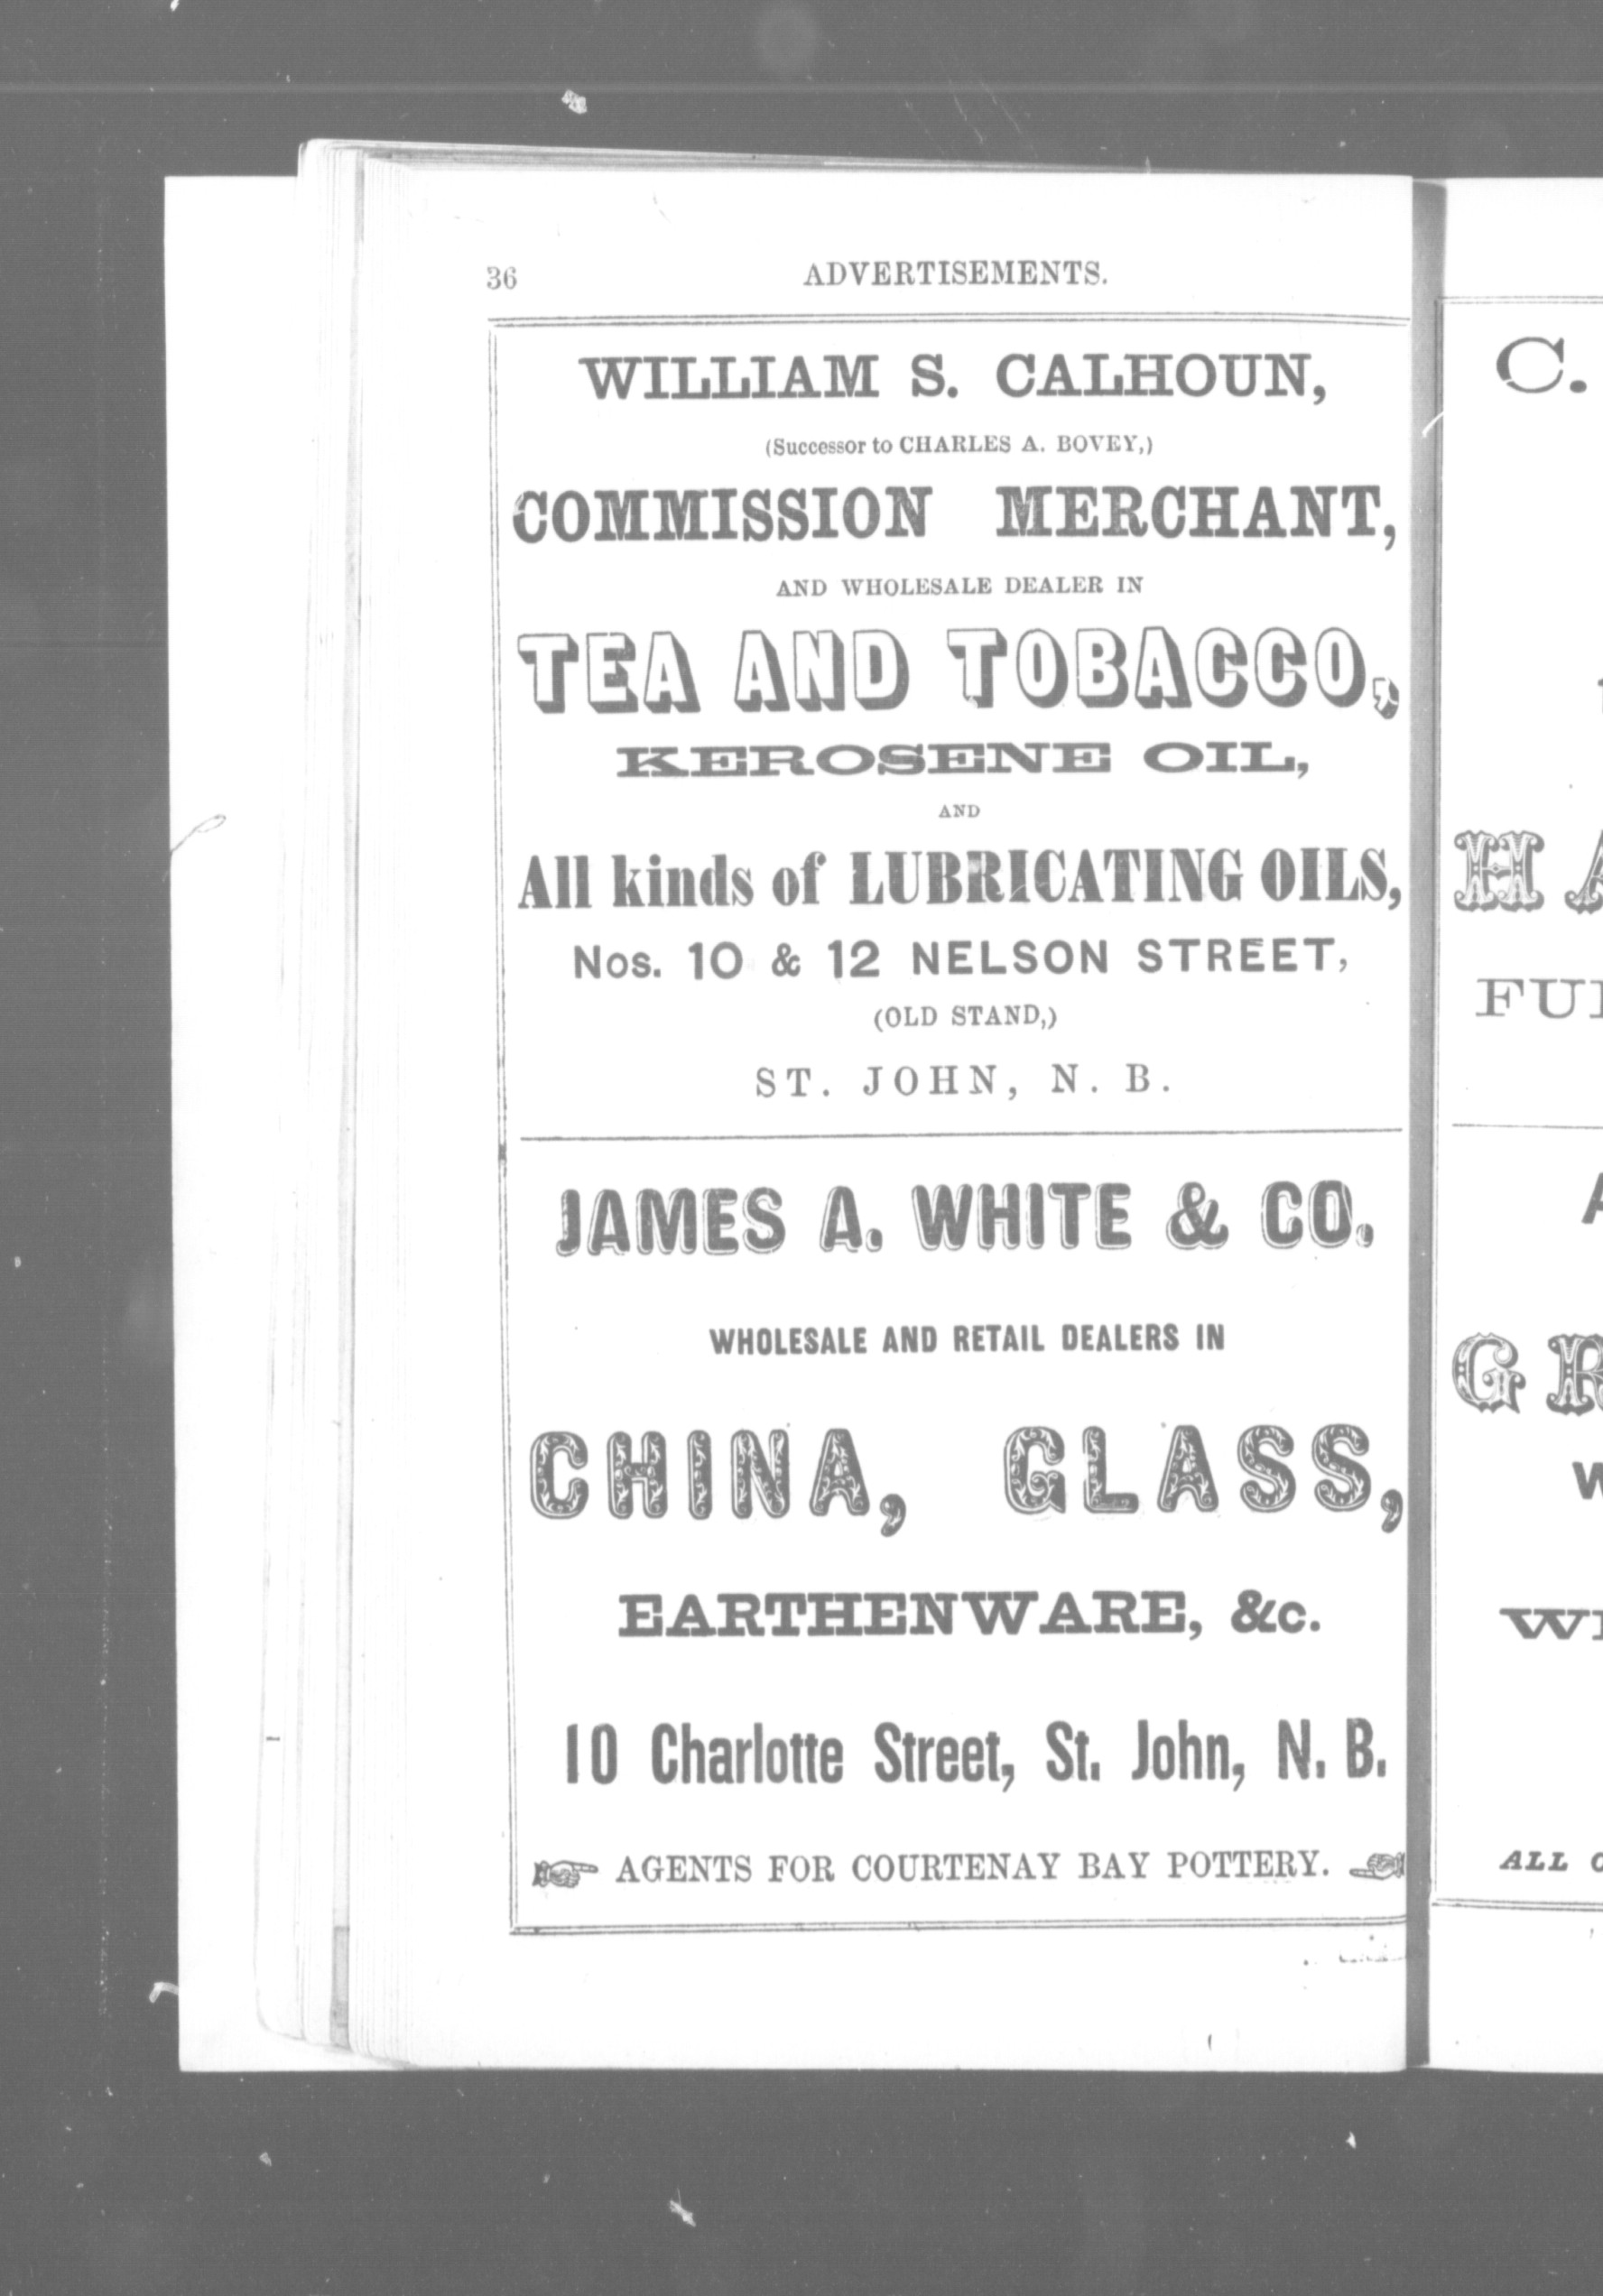 36
ADVERTISEMENTS.
WILLIAM S. CALHOUN,
(Successor to CHARLES A. BOVEY,)
COMMISSION MERCHANT,
AND WHOLESALE DEALER IN
TEA AND TOBACCO,
KEROSENE OIL,
AND
All kinds of LUBRICATING OILS,
Nos. 10 & 12 NELSON STREET,
(OLD STAND,)
ST. JOHN, N. B.
JAMES A. WHITE & CO.
WHOLESALE AND RETAIL DEALERS IN
CHINA, GLASS,
EARTHENWARE, &c.
10 Charlotte Street, St. John, N. B.
AGENTS FOR COURTENAY BAY POTTERY.
C.
ALL